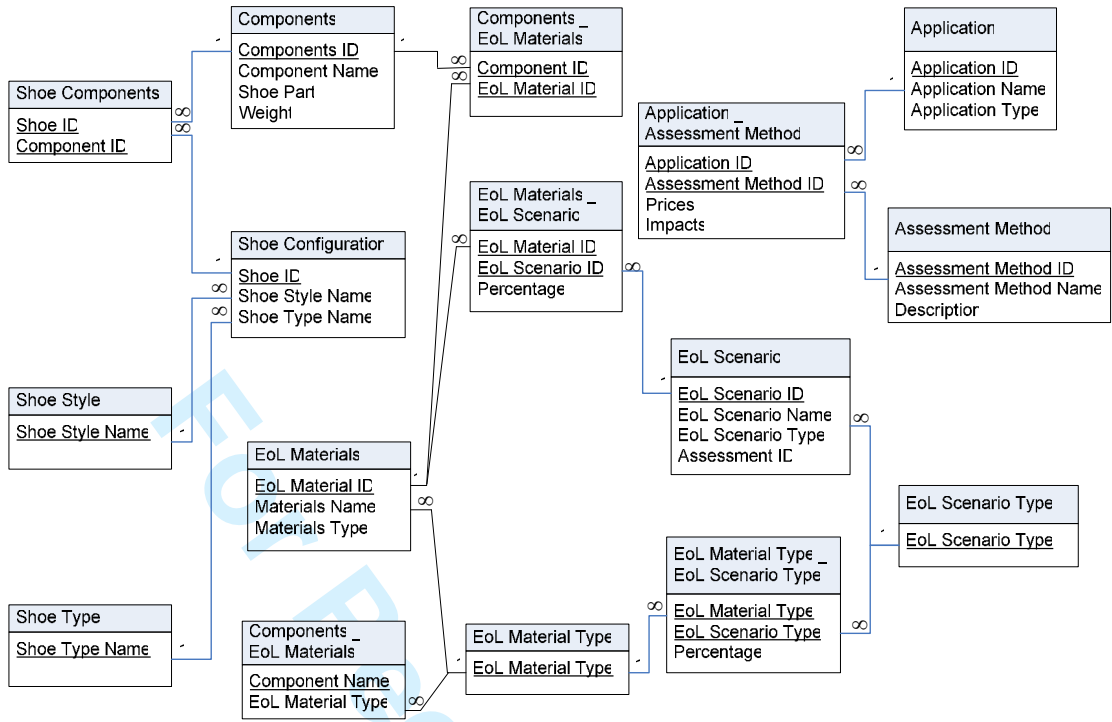 Components
Components ID
Component Name
Shoe Part
Weight
Components _
EoL Materials
Component ID
EoL Material ID
Application
Application ID
Application Name
Application Type
Shoe Components
Shoe ID
Component ID
Application _
Assessment Method
Application ID
Assessment Method ID
Prices
Impacts
EoL Materials _
EoL Scenario
EoL Material ID
EoL Scenario ID
Percentage
Assessment Method
Assessment Method ID
Assessment Method Name
Description
Shoe Configuration
Shoe ID
Shoe Style Name
Shoe Type Name
EoL Scenario
EoL Scenario ID
EoL Scenario Name
EoL Scenario Type
Assessment ID
Shoe Style
Shoe Style Name
EoL Materials
EoL Material ID
Materials Name
Materials Type
EoL Scenario Type
EoL Scenario Type
EoL Material Type _
EoL Scenario Type
EoL Material Type
EoL Scenario Type
Percentage
Shoe Type
Shoe Type Name
Components _
EoL Materials
Component Name
EoL Material Type
EoL Material Type
EoL Material Type
For